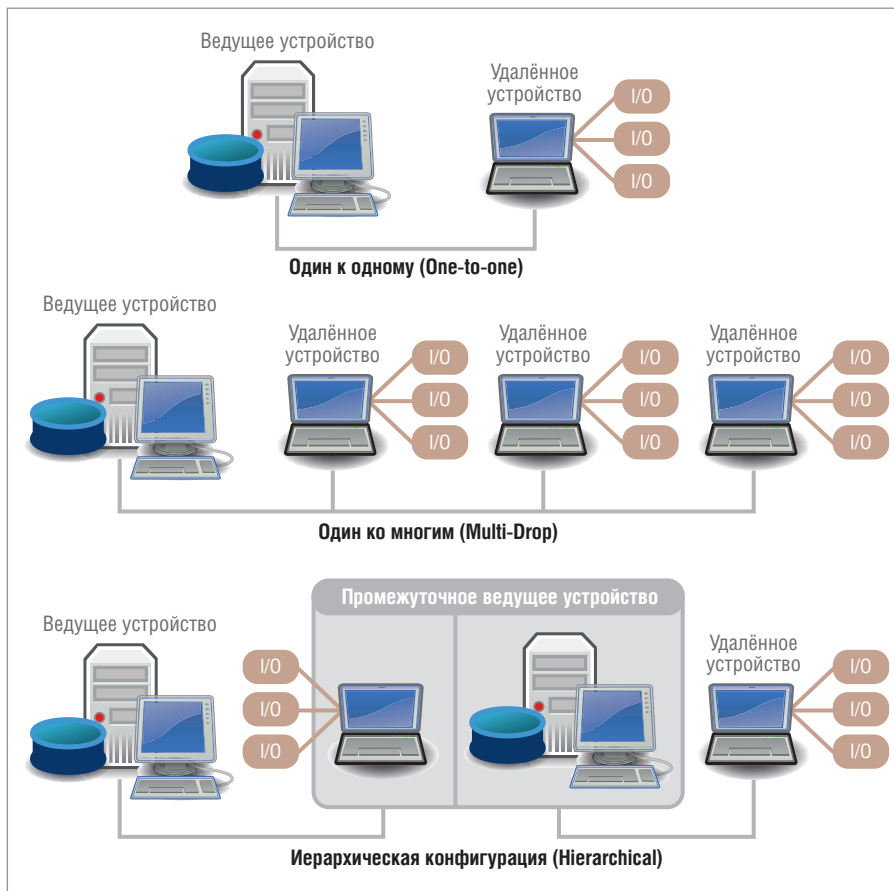 Ведущее устройство
Удалённое
устройство
I/O
I/O
I/O
Один к одному (One-to-one)
Ведущее устройство
Удалённое
устройство
I/O
I/O
I/O
Удалённое
устройство
I/O
I/O
I/O
Удалённое
устройство
I/O
I/O
I/O
Один ко многим (Multi-Drop)
Ведущее устройство
I/O
I/O
I/O
Промежуточное ведущее устройство
Удалённое
устройство
I/O
I/O
I/O
Иерархическая конфигурация (Hierarchical)